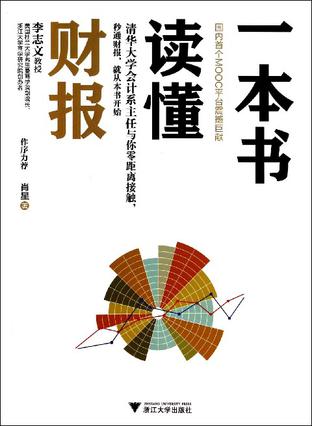 一本书
国内首个MOOC平台震撼巨献
读懂
清华大学会计系主任与你零距离接触，
秒通财报，就从本书开始
财报
李志文教授
作序力荐
肖星 著
浙江大学出版社